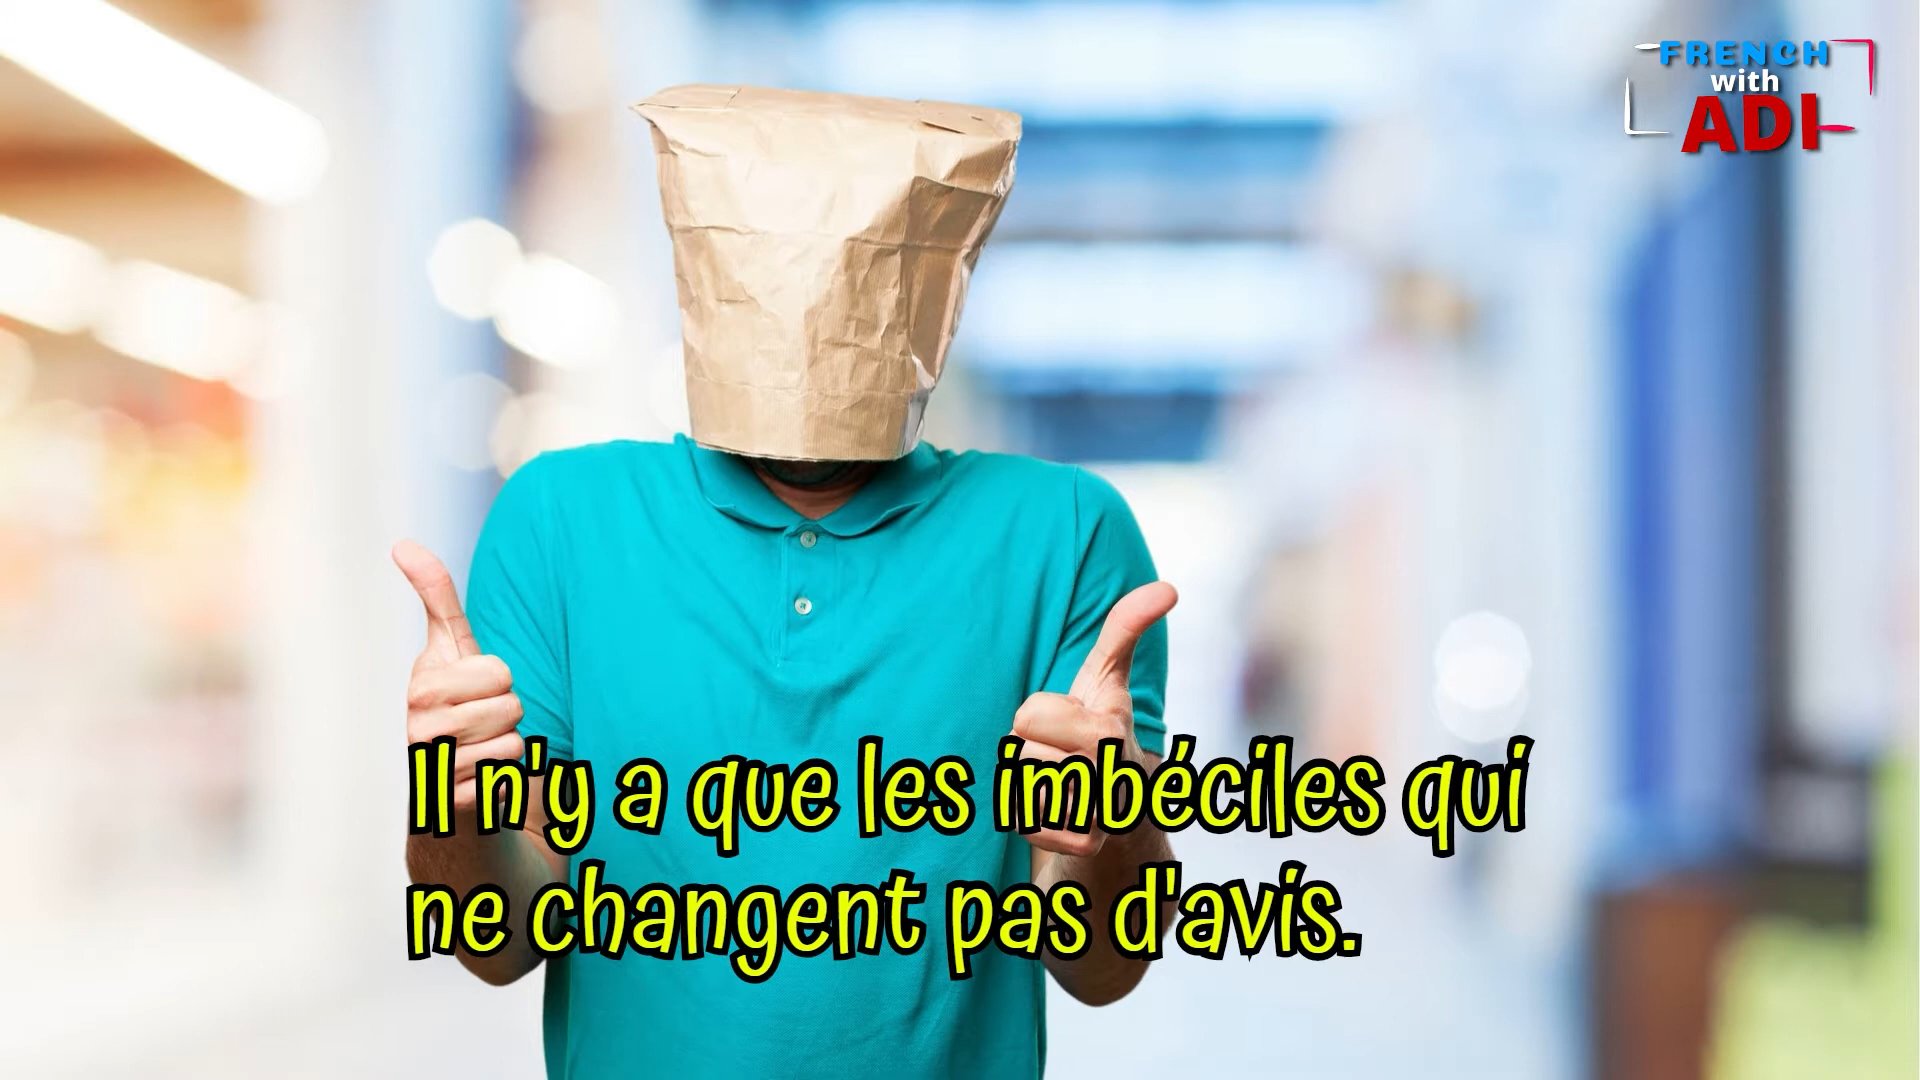 FRENCH
with
ADI
Il n'y a que les imbéciles qui
ne changent pas d'avis.